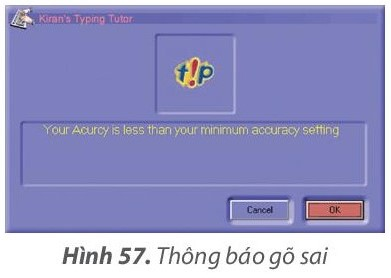 Kiran's Typing Tutor
t!p
Your Acurcy is less than your minimum accuracy setting
Cancel
OK
Hình 57. Thông báo gõ sai